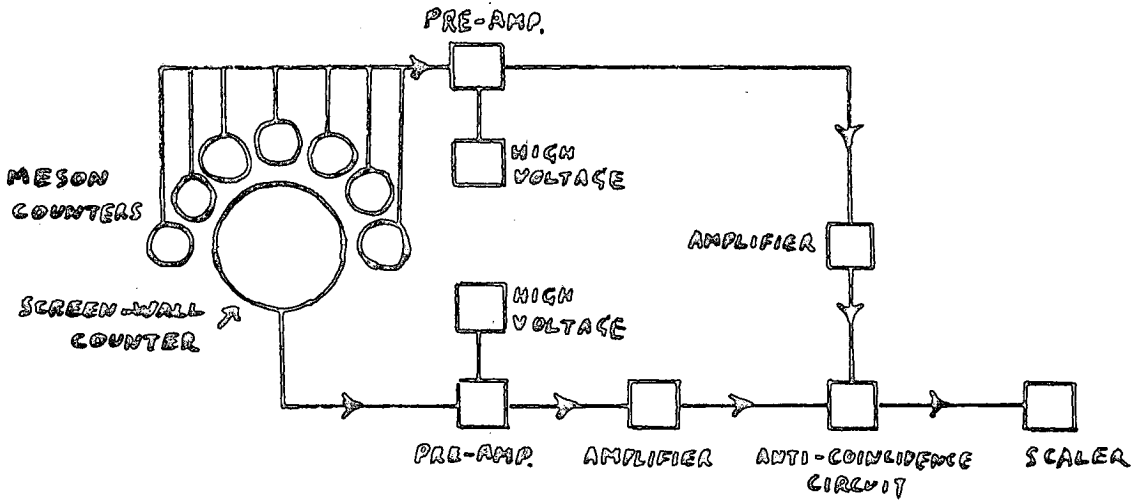 PRE-AMP.
HIGH
VOLTAGE
MESON
COUNTERS
AMPLIFIER
SCREEN-WALL
COUNTER
HIGH
VOLTAGE
PRE-AMP.
AMPLIFIER
ANTI-COINCIDENCE
CIRCUIT
SCALER